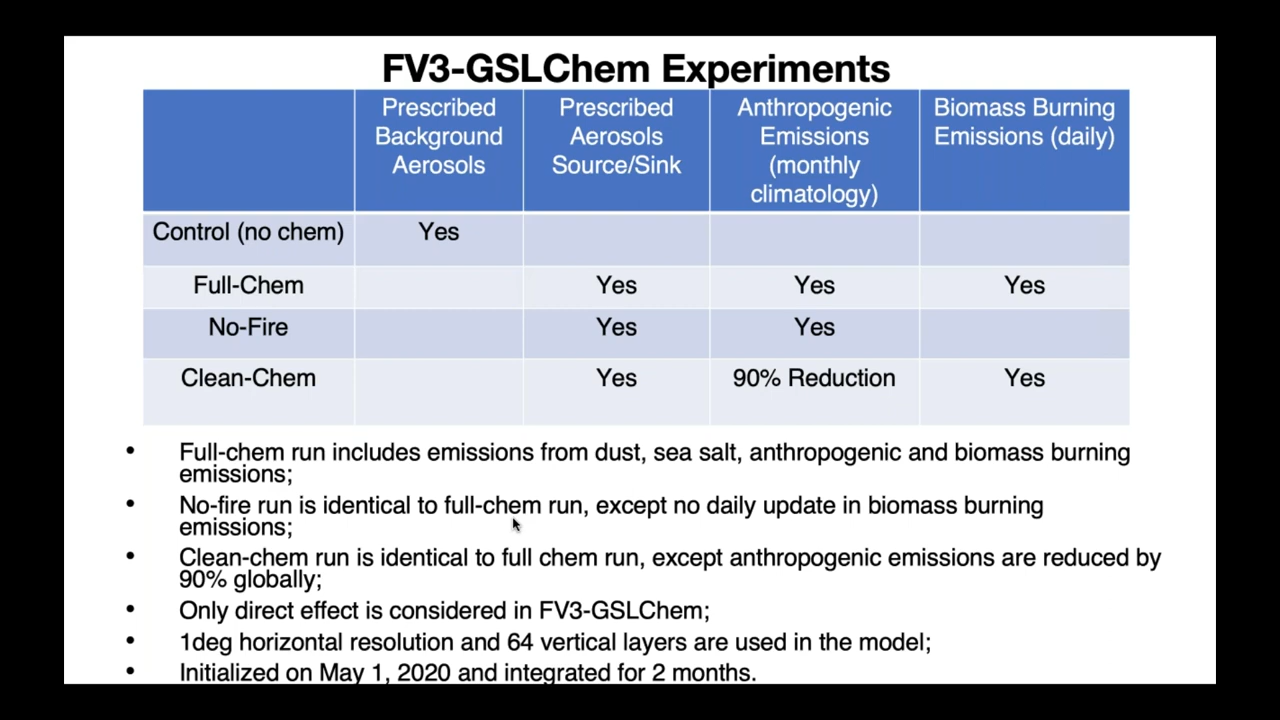 FV3-GSLChem Experiments
Prescribed Background Aerosols
Prescribed Aerosols Source/Sink
Anthropogenic Emissions (monthly climatology)
Biomass Burning Emissions (daily)
Control (no chem) Yes
Full-Chem Yes Yes Yes
No-Fire Yes Yes
Clean-Chem Yes 90% Reduction Yes
• Full-chem run includes emissions from dust, sea salt, anthropogenic and biomass burning
emissions;
• No-fire run is identical to full-chem run, except no daily update in biomass burning
emissions;
• Clean-chem run is identical to full chem run, except anthropogenic emissions are reduced by
90% globally;
• Only direct effect is considered in FV3-GSLChem;
• 1deg horizontal resolution and 64 vertical layers are used in the model;
• Initialized on May 1, 2020 and integrated for 2 months.